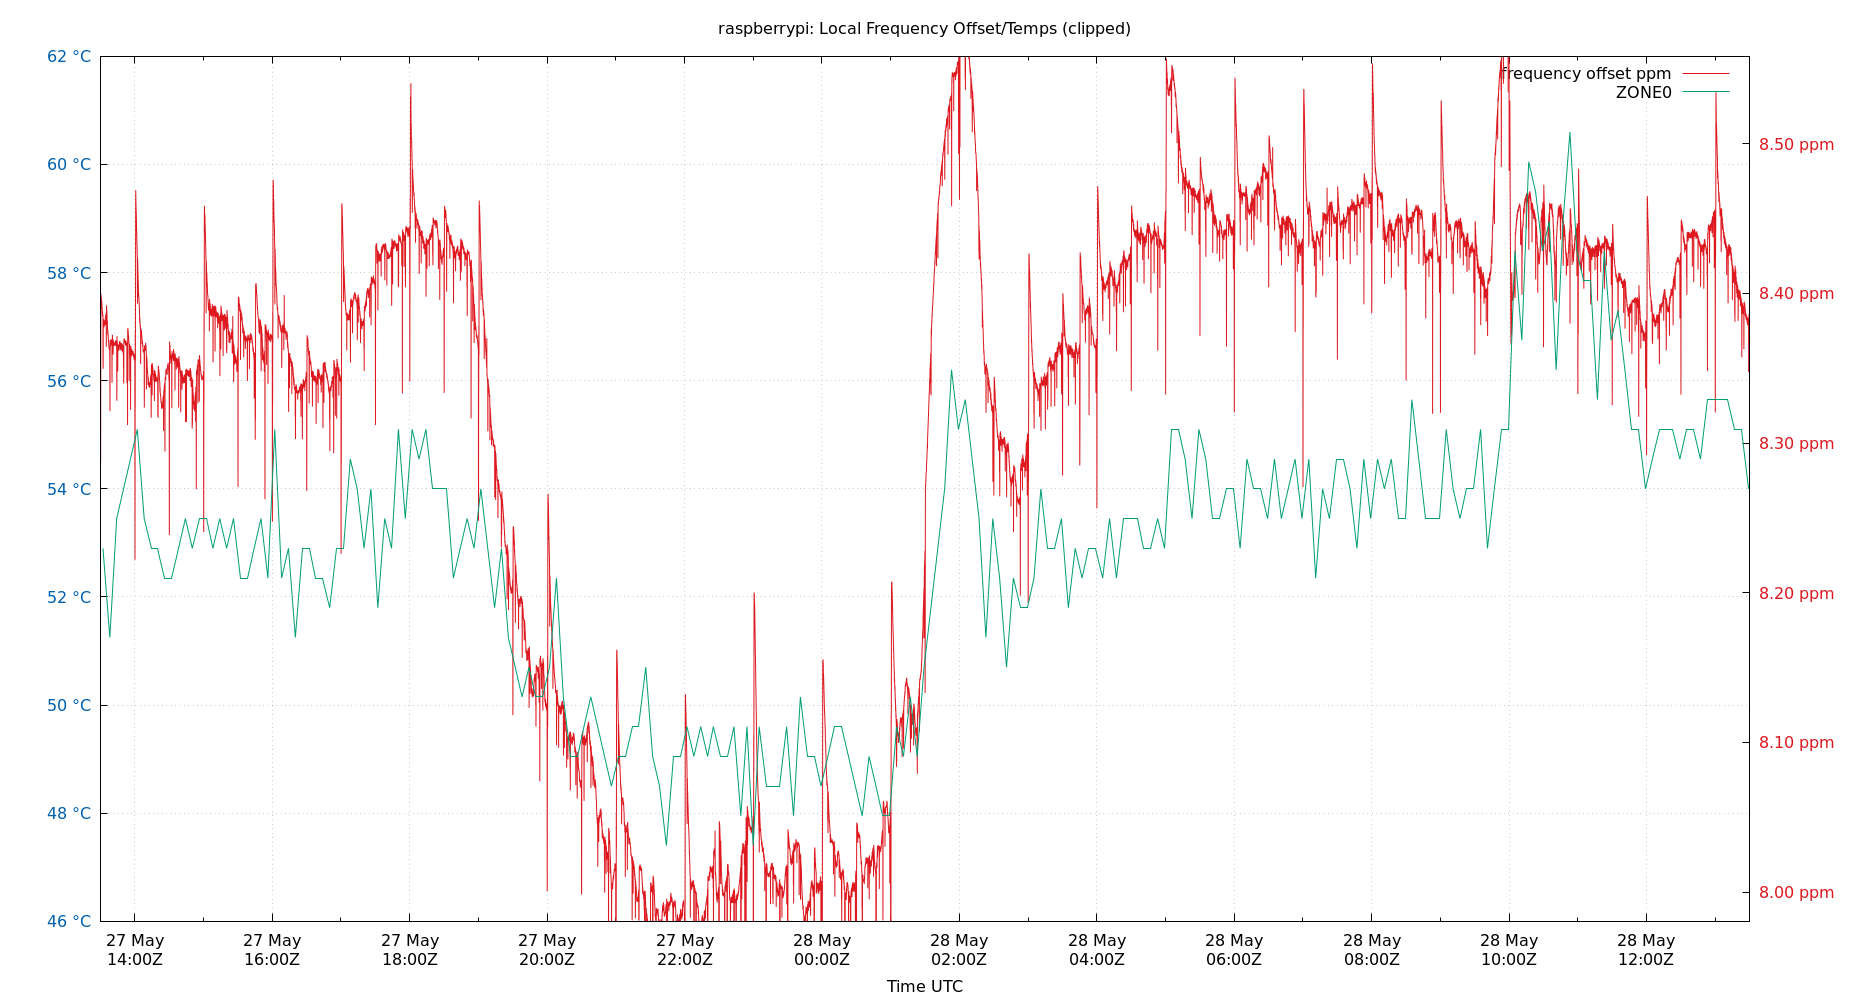 raspberrypi: Local Frequency Offset/Temps (clipped)
62 °C
60 °C
58 °C
56 °C
54 °C
52 °C
50 °C
48 °C
46 °C
frequency offset ppm
ZONE0
8.50 ppm
8.40 ppm
8.30 ppm
8.20 ppm
8.10 ppm
8.00 ppm
27 May 27 May 27 May 27 May 27 May 28 May 28 May 28 May 28 May 28 May 28 May 28 May
14:00Z 16:00Z 18:00Z 20:00Z 22:00Z 00:00Z 02:00Z 04:00Z 06:00Z 08:00Z 10:00Z 12:00Z
Time UTC